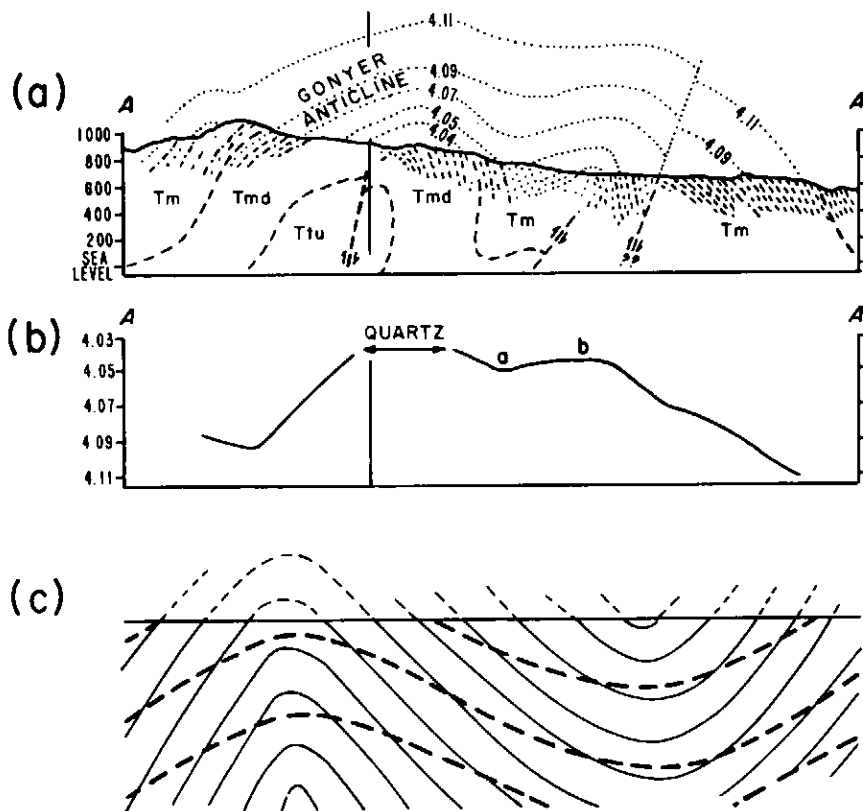 (a)
A
A
4.11
GONYER
ANTICLINE
4.09
4.07
4.05
4.04
4.11
4.09
1000
800
600
400
200
SEA
LEVEL
Tm
Tmd
Ttu
Tmd
Tm
Tm
(b)
A
A
QUARTZ
a
b
4.03
4.05
4.07
4.09
4.11
(c)